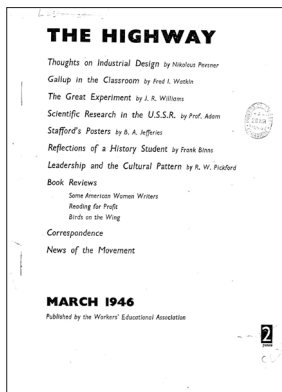 THE HIGHWAY
Thoughts on Industrial Design by Nikolaus Pevsner
Gallup in the Classroom by Fred I. Watkin
The Great Experiment by J. R. Williams
Scientific Research in the U.S.S.R. by Prof. Adam
Stafford's Posters by B. A. Jefferies
Reflections of a History Student by Frank Binns
Leadership and the Cultural Pattern by R. W. Pickford
Book Reviews
Some American Women Writers
Reading for Profit
Birds on the Wing
Correspondence
News of the Movement
MARCH 1946
Published by the Workers' Educational Association
2